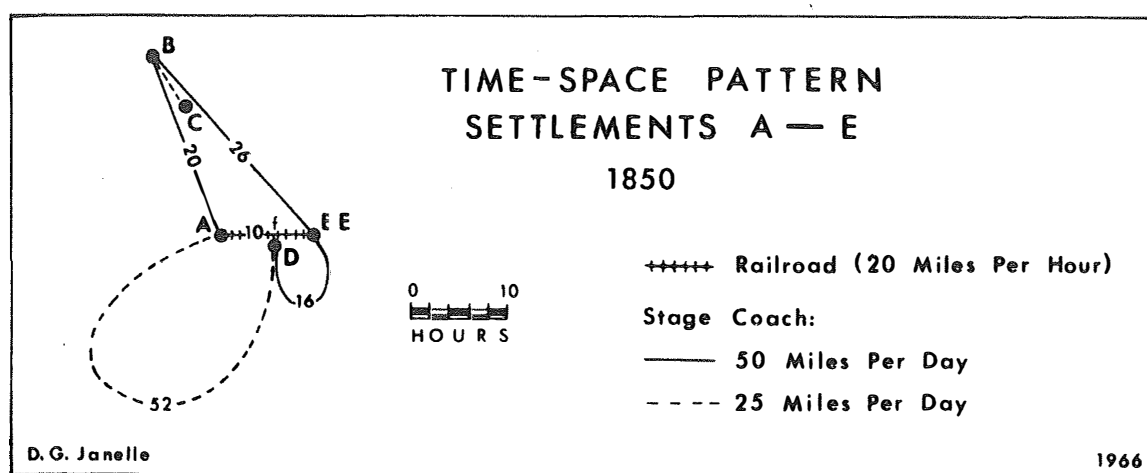 B
C
20
26
A
10
f
E E
D
16
52
TIME-SPACE PATTERN
SETTLEMENTS A — E
1850
0 10
HOURS
Railroad (20 Miles Per Hour)
Stage Coach:
50 Miles Per Day
25 Miles Per Day
D. G. Janelle
1966